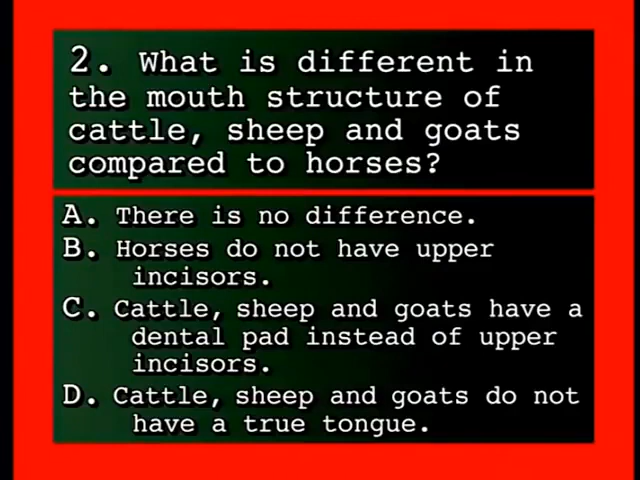 2. What is different in
the mouth structure of
cattle, sheep and goats
compared to horses?
A. There is no difference.
B. Horses do not have upper
incisors.
C. Cattle, sheep and goats have a
dental pad instead of upper
incisors.
D. Cattle, sheep and goats do not
have a true tongue.